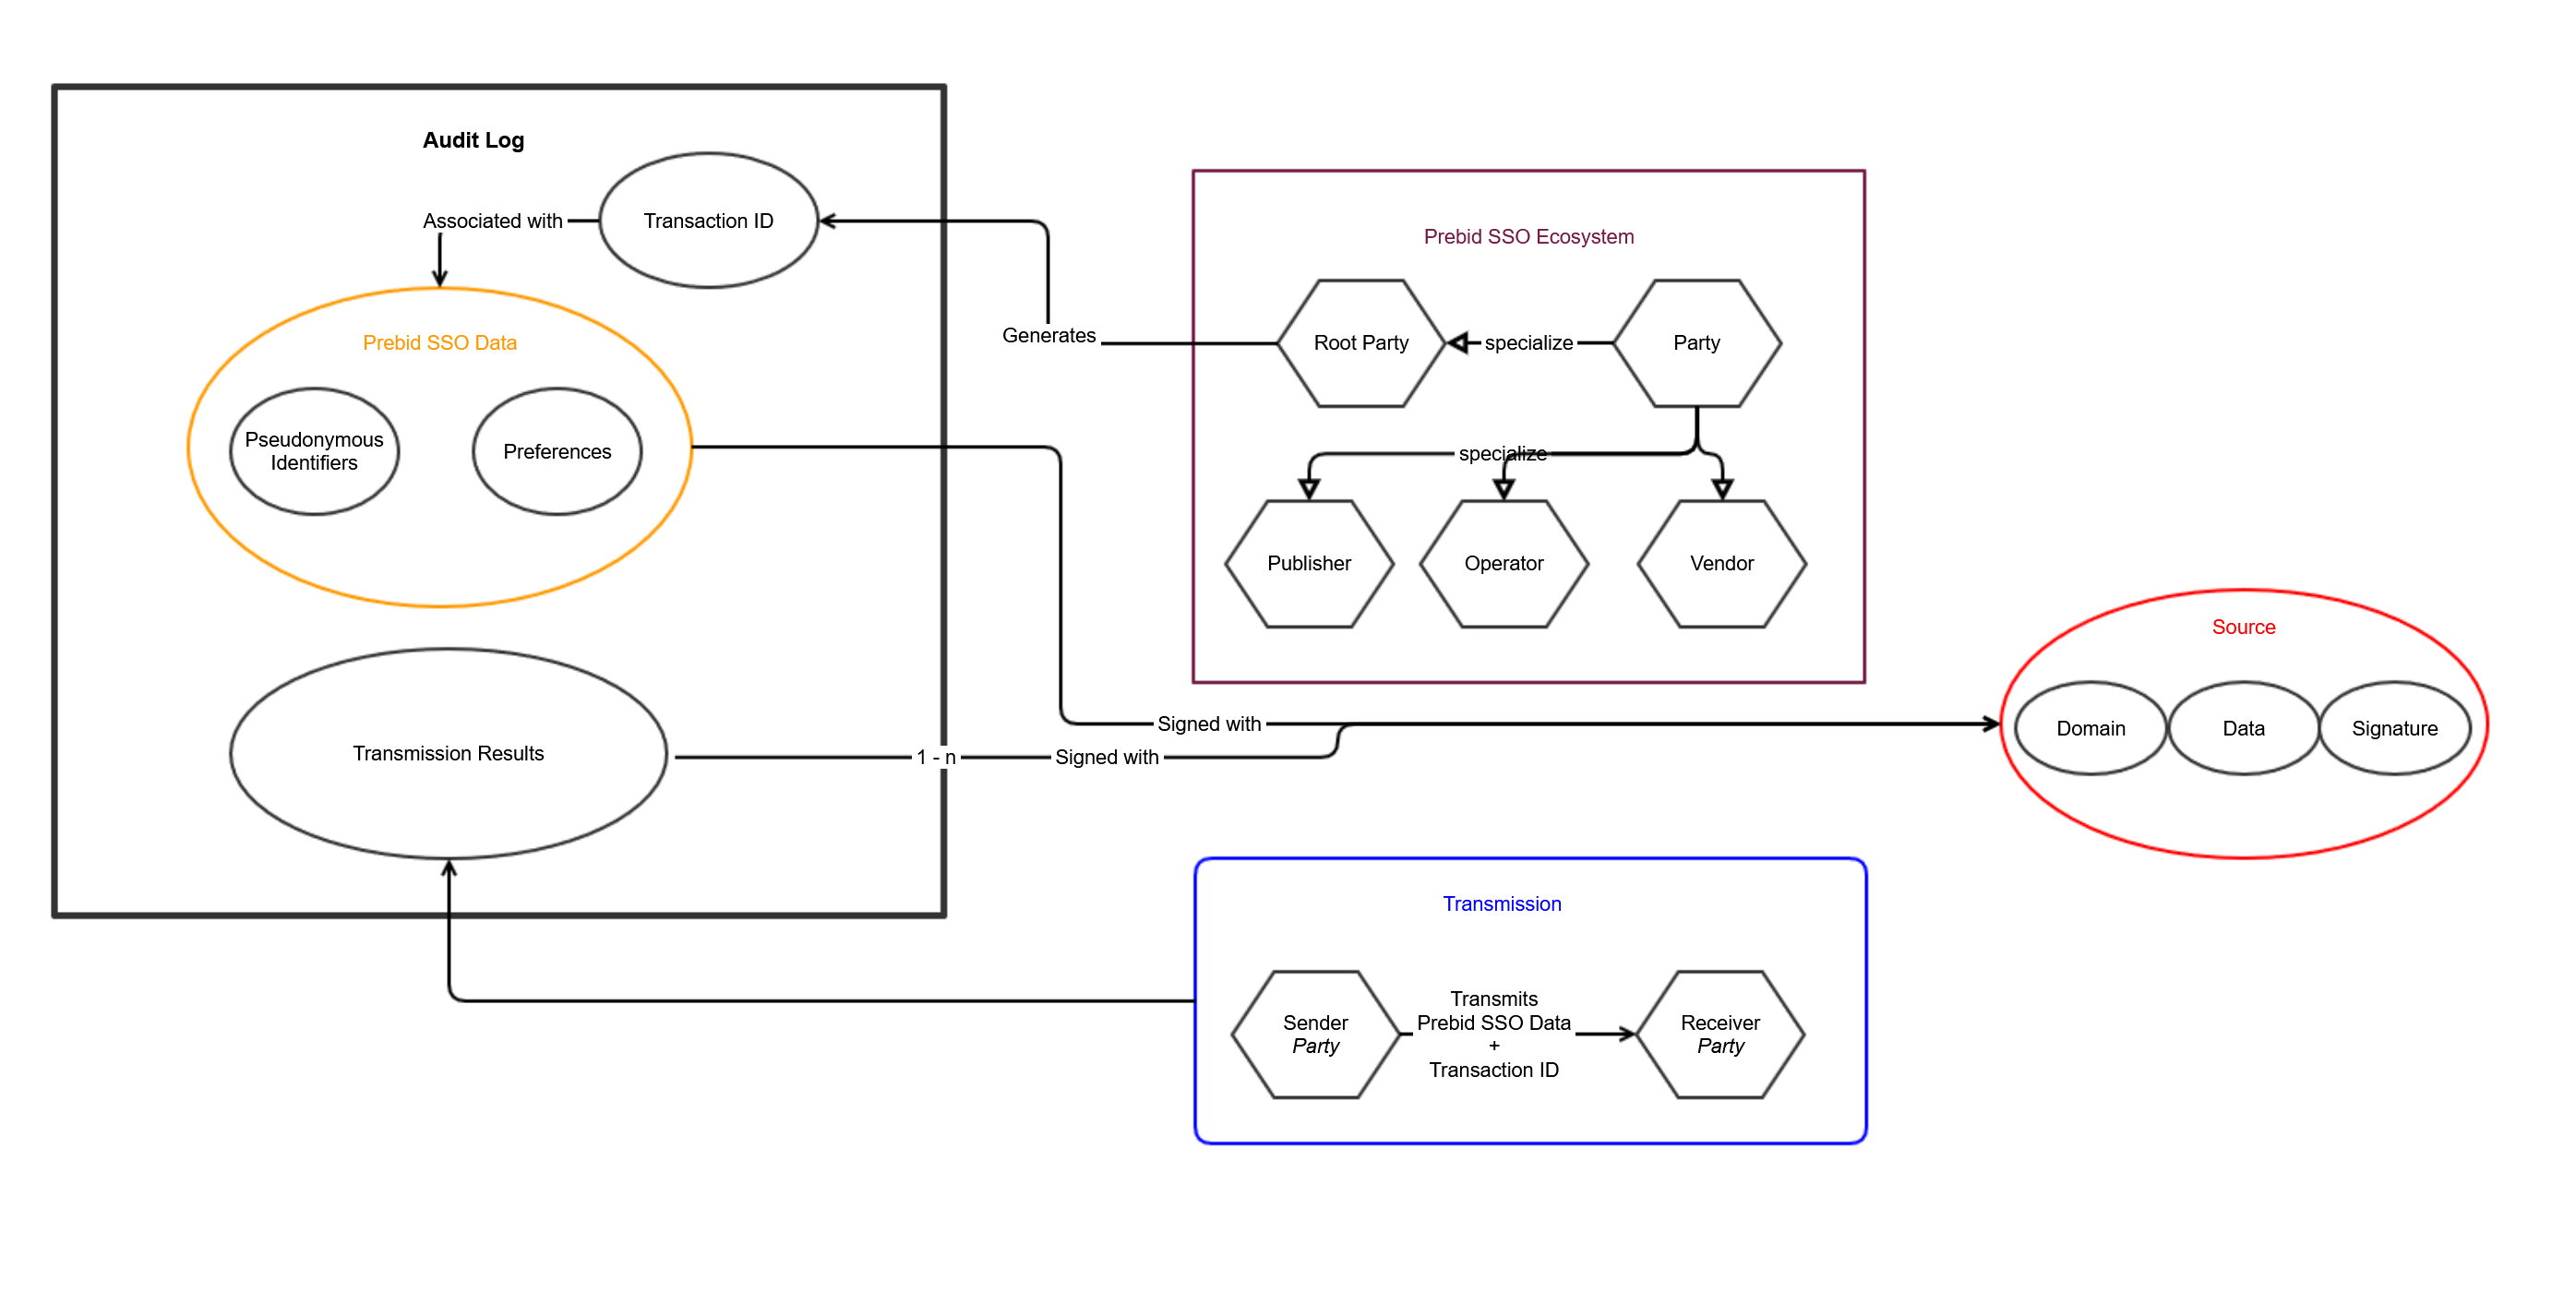 Audit Log
Transaction ID
Associated with
Prebid SSO Data
Pseudonymous
Identifiers
Preferences
Transmission Results
Generates
Prebid SSO Ecosystem
Root Party
specialize
Party
specialize
Publisher
Operator
Vendor
Signed with
1 - n
Signed with
Source
Domain
Data
Signature
Transmission
Sender
Party
Transmits
Prebid SSO Data
+
Transaction ID
Receiver
Party